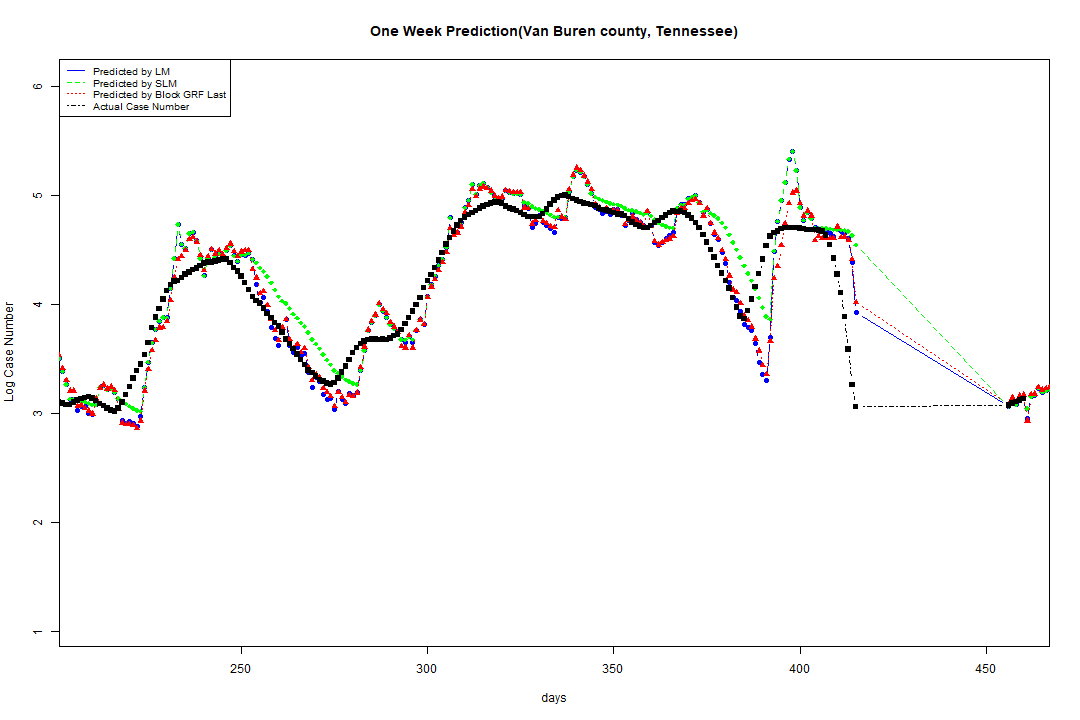 One Week Prediction(Van Buren county, Tennessee)
Predicted by LM
Predicted by SLM
Predicted by Block GRF Last
Actual Case Number
Log Case Number
6
5
4
3
2
1
250 300 350 400 450
days